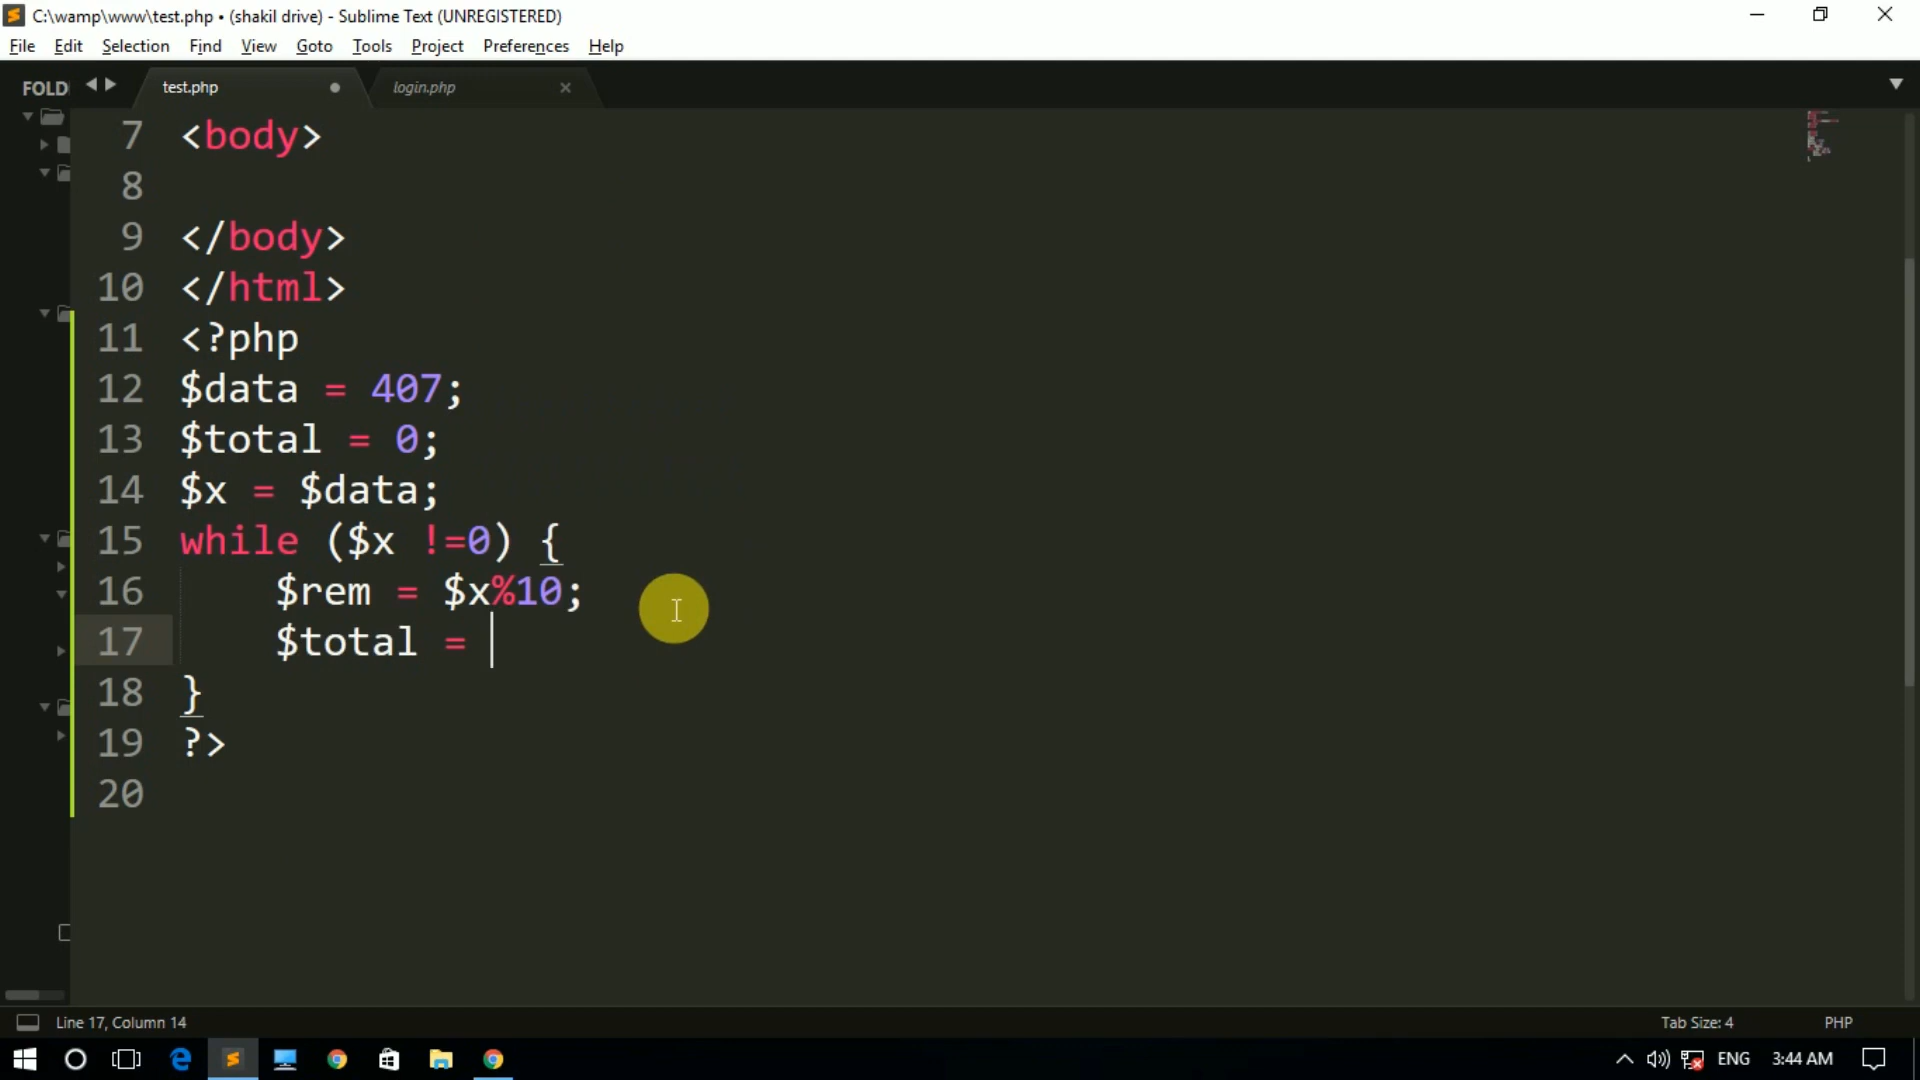 C:\wamp\www\test.php • (shakil drive) - Sublime Text (UNREGISTERED)
File Edit Selection Find View Goto Tools Project Preferences Help
FOLD
test.php
login.php
7 <body>
8
9 </body>
10 </html>
11 <?php
12 $data = 407;
13 $total = 0;
14 $x = $data;
15 while ($x !=0) {
16 $rem = $x%10;
17 $total =
18 }
19 ?>
20
Line 17, Column 14
Tab Size: 4
PHP
ENG
3:44 AM